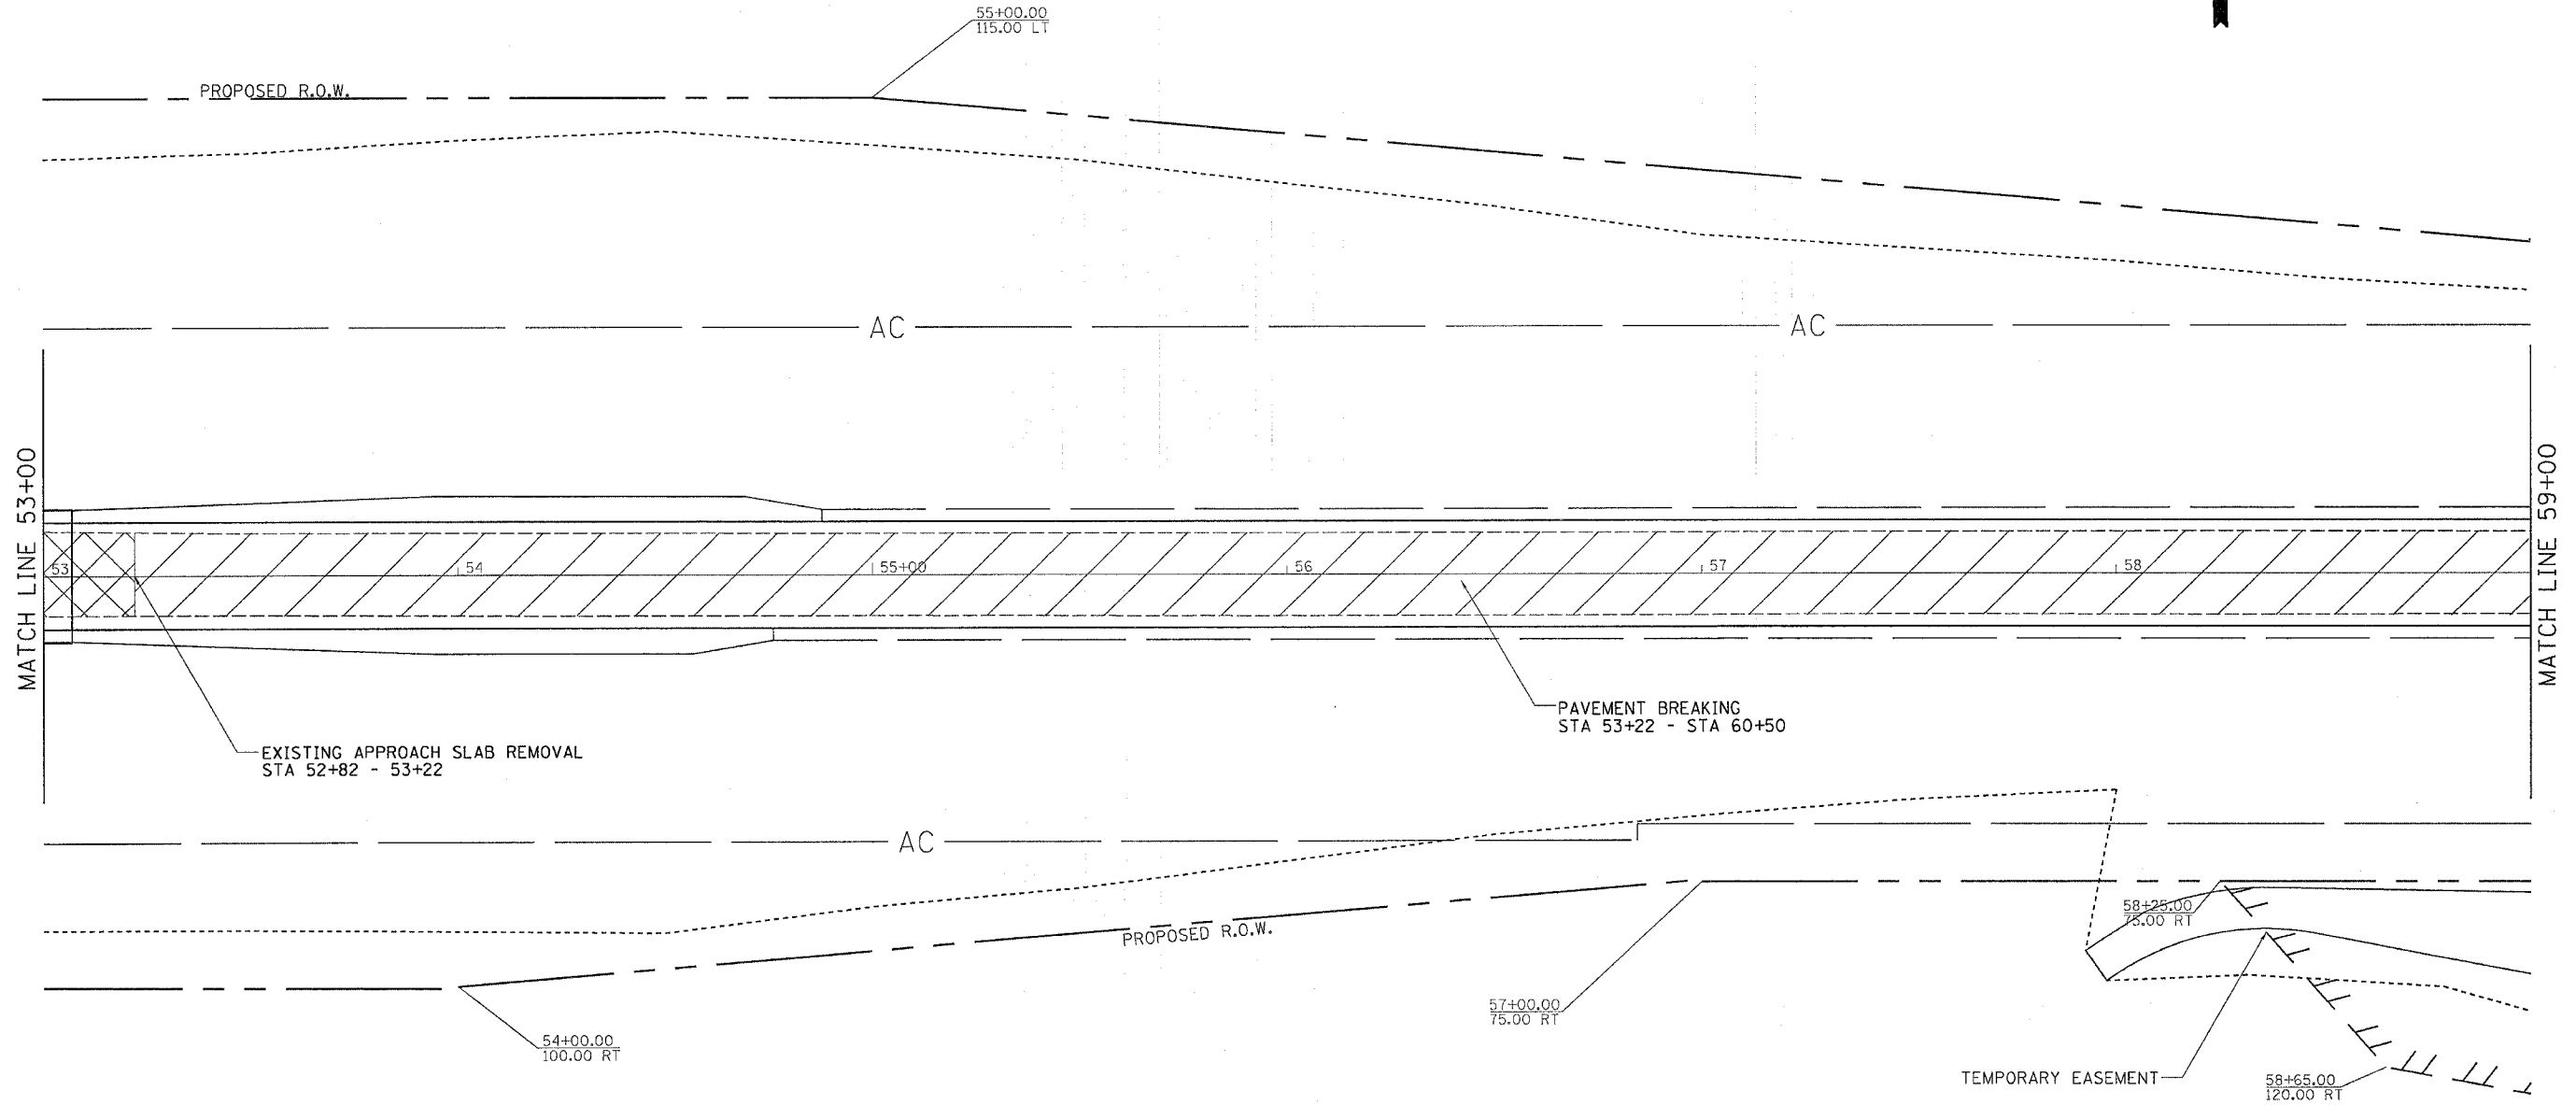 55+00.00
115.00 LT
PROPOSED R.O.W.
AC
AC
MATCH LINE 53+00
MATCH LINE 59+00
53
54
55+00
56
57
58
PAVEMENT BREAKING
STA 53+22 - STA 60+50
EXISTING APPROACH SLAB REMOVAL
STA 52+82 - 53+22
AC
58+25.00
75.00 RT
PROPOSED R.O.W.
57+00.00
75.00 RT
54+00.00
100.00 RT
TEMPORARY EASEMENT
58+65.00
120.00 RT